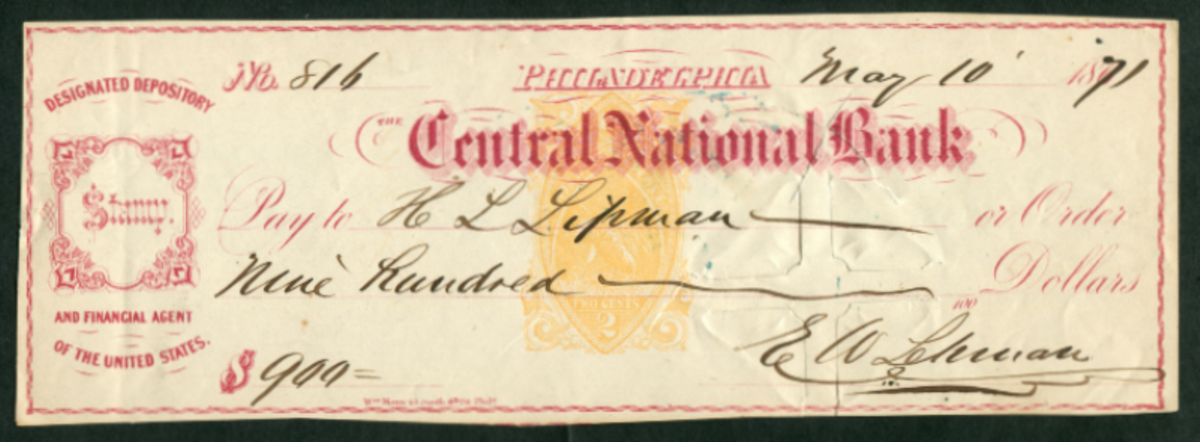 DESIGNATED DEPOSITORY
Stamp.
AND FINANCIAL AGENT
OF THE UNITED STATES.
No. 816 PHILADELPHIA May 10 1871
THE Central National Bank
Pay to H L Lipman or Order
Nine Hundred 100 Dollars
TWO CENTS
2
E W Lehman
$ 900=